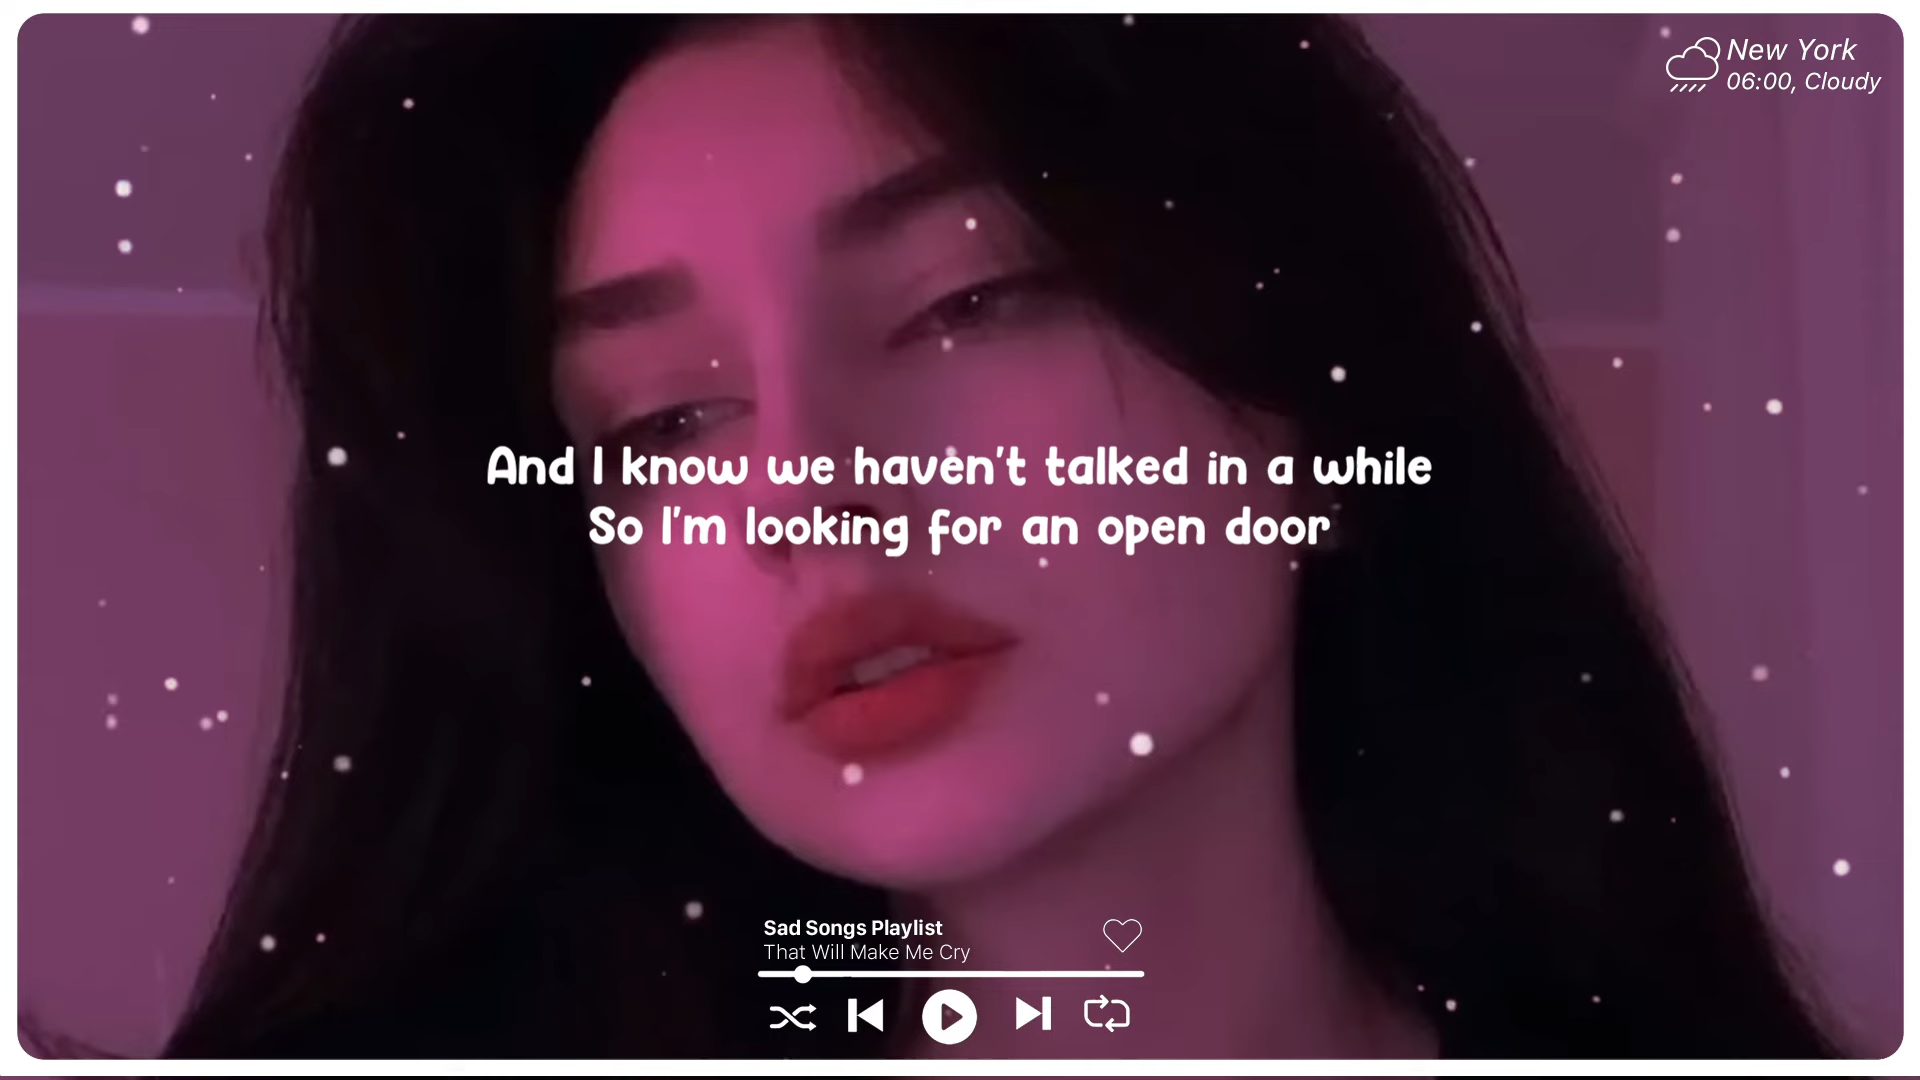 New York
06:00, Cloudy
And I know we haven't talked in a while
So I'm looking for an open door
Sad Songs Playlist
That Will Make Me Cry